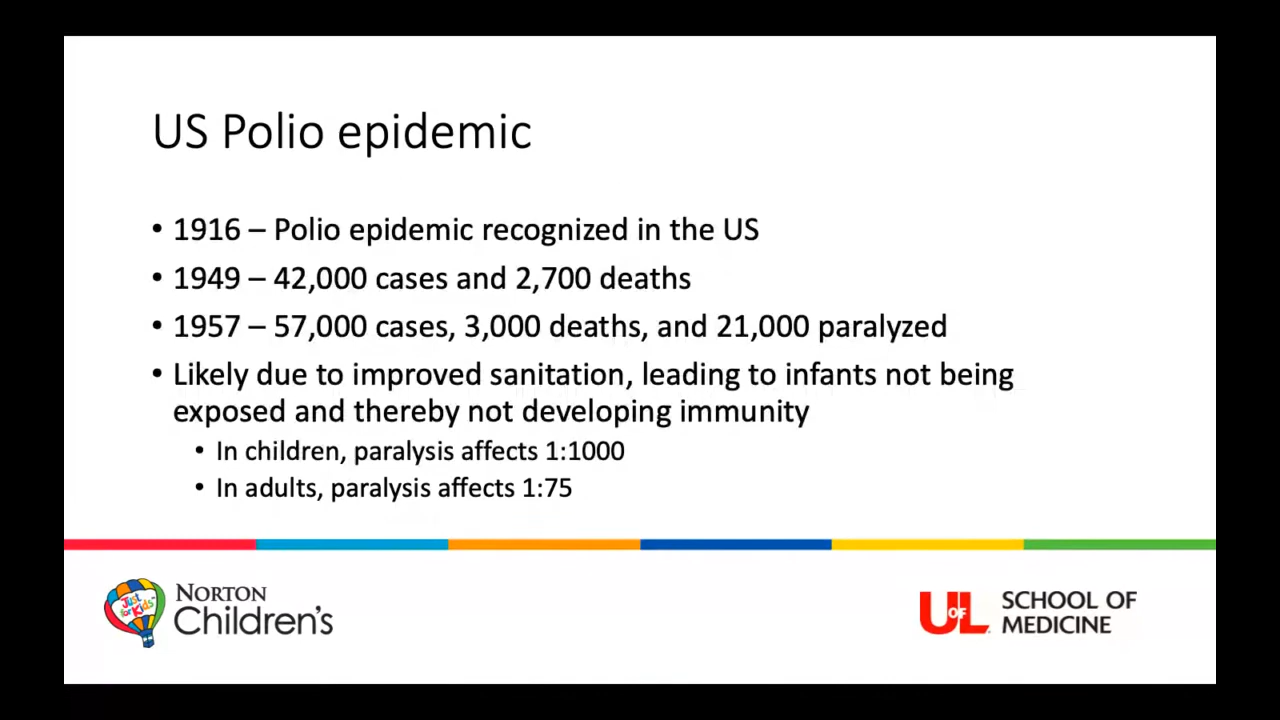 US Polio epidemic
• 1916 – Polio epidemic recognized in the US
• 1949 – 42,000 cases and 2,700 deaths
• 1957 – 57,000 cases, 3,000 deaths, and 21,000 paralyzed
• Likely due to improved sanitation, leading to infants not being
exposed and thereby not developing immunity
• In children, paralysis affects 1:1000
• In adults, paralysis affects 1:75
Just
for Kids
NORTON
Children's
UOFL
SCHOOL OF
MEDICINE